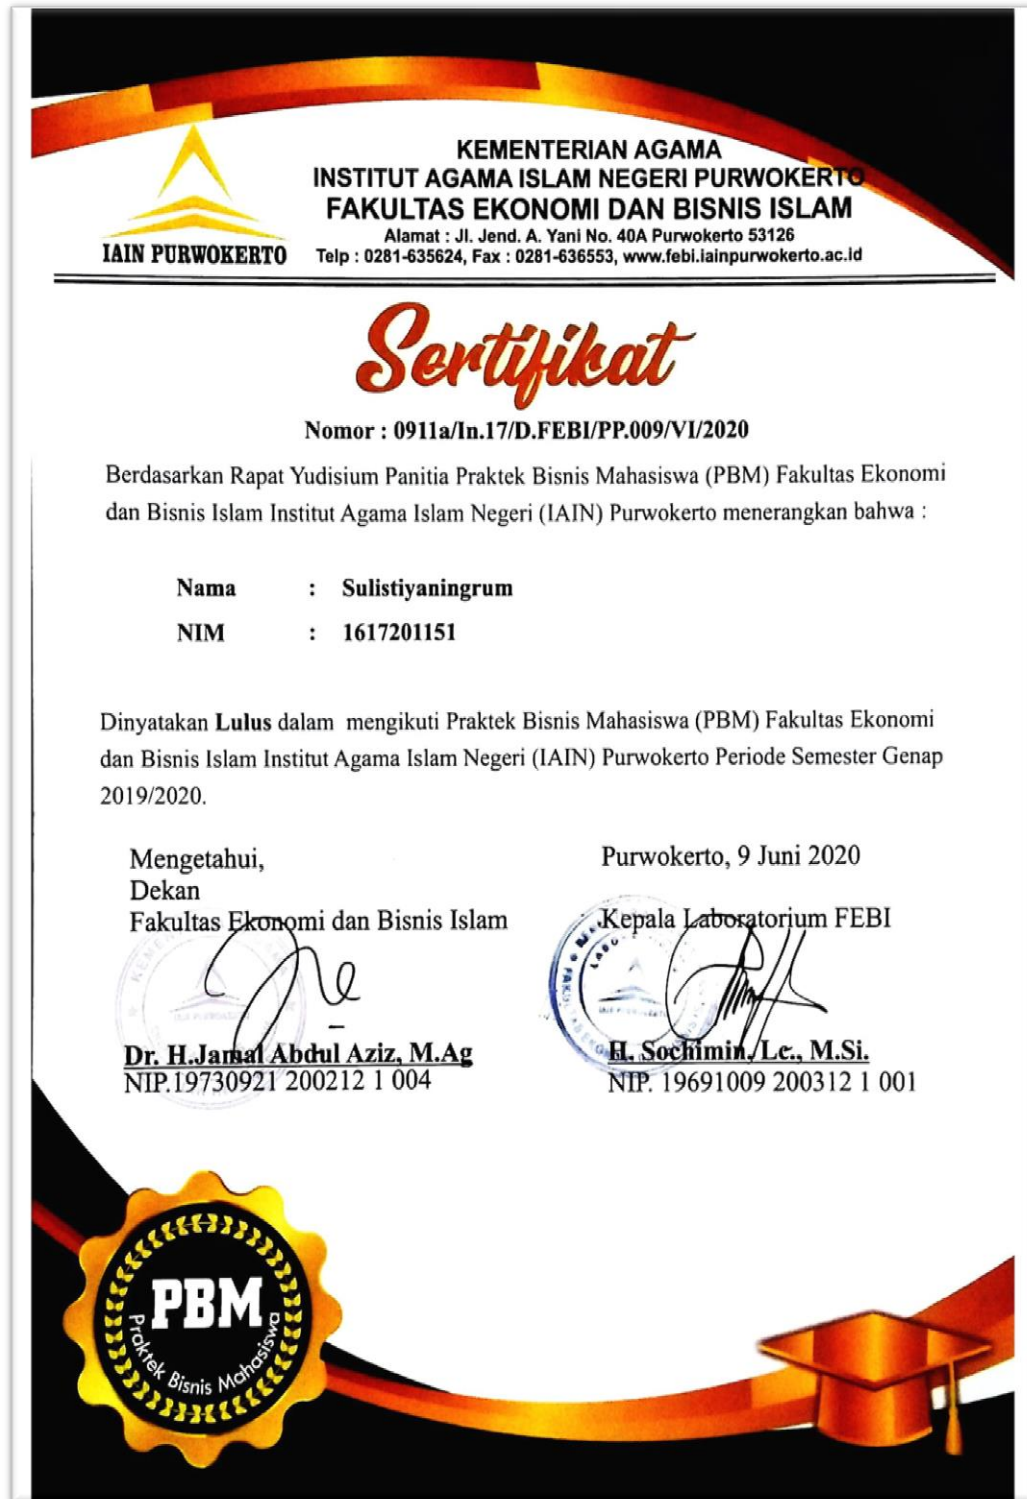 KEMENTERIAN AGAMA
INSTITUT AGAMA ISLAM NEGERI PURWOKERTO
FAKULTAS EKONOMI DAN BISNIS ISLAM
Alamat : Jl. Jend. A. Yani No. 40A Purwokerto 53126
Telp : 0281-635624, Fax : 0281-636553, www.febi.iainpurwokerto.ac.id
IAIN PURWOKERTO
Sertifikat
Nomor : 0911a/In.17/D.FEBI/PP.009/VI/2020
Berdasarkan Rapat Yudisium Panitia Praktek Bisnis Mahasiswa (PBM) Fakultas Ekonomi
dan Bisnis Islam Institut Agama Islam Negeri (IAIN) Purwokerto menerangkan bahwa :
Nama : Sulistiyaningrum
NIM : 1617201151
Dinyatakan Lulus dalam mengikuti Praktek Bisnis Mahasiswa (PBM) Fakultas Ekonomi
dan Bisnis Islam Institut Agama Islam Negeri (IAIN) Purwokerto Periode Semester Genap
2019/2020.
Mengetahui,
Dekan
Fakultas Ekonomi dan Bisnis Islam
Dr. H.Jamal Abdul Aziz, M.Ag
NIP.19730921 200212 1 004
Purwokerto, 9 Juni 2020
Kepala Laboratorium FEBI
H. Sochimin, Lc., M.Si.
NIP. 19691009 200312 1 001
PBM
Praktek Bisnis Mahasiswa